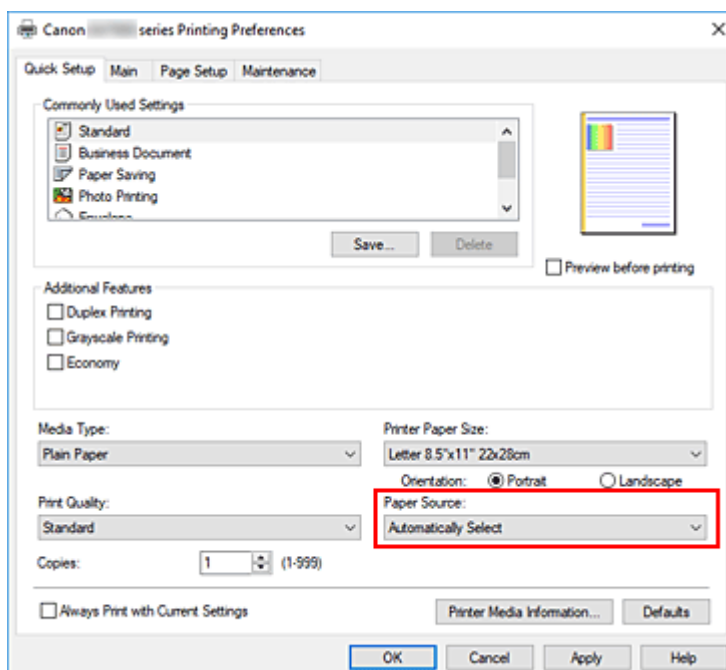 Canon series Printing Preferences
Quick Setup Main Page Setup Maintenance
Commonly Used Settings
Standard
Business Document
Paper Saving
Photo Printing
Envelope
Save... Delete
Preview before printing
Additional Features
Duplex Printing
Grayscale Printing
Economy
Media Type: Printer Paper Size:
Plain Paper Letter 8.5"x11" 22x28cm
Orientation: Portrait Landscape
Print Quality: Paper Source:
Standard Automatically Select
Copies: 1 (1-999)
Always Print with Current Settings Printer Media Information... Defaults
OK Cancel Apply Help